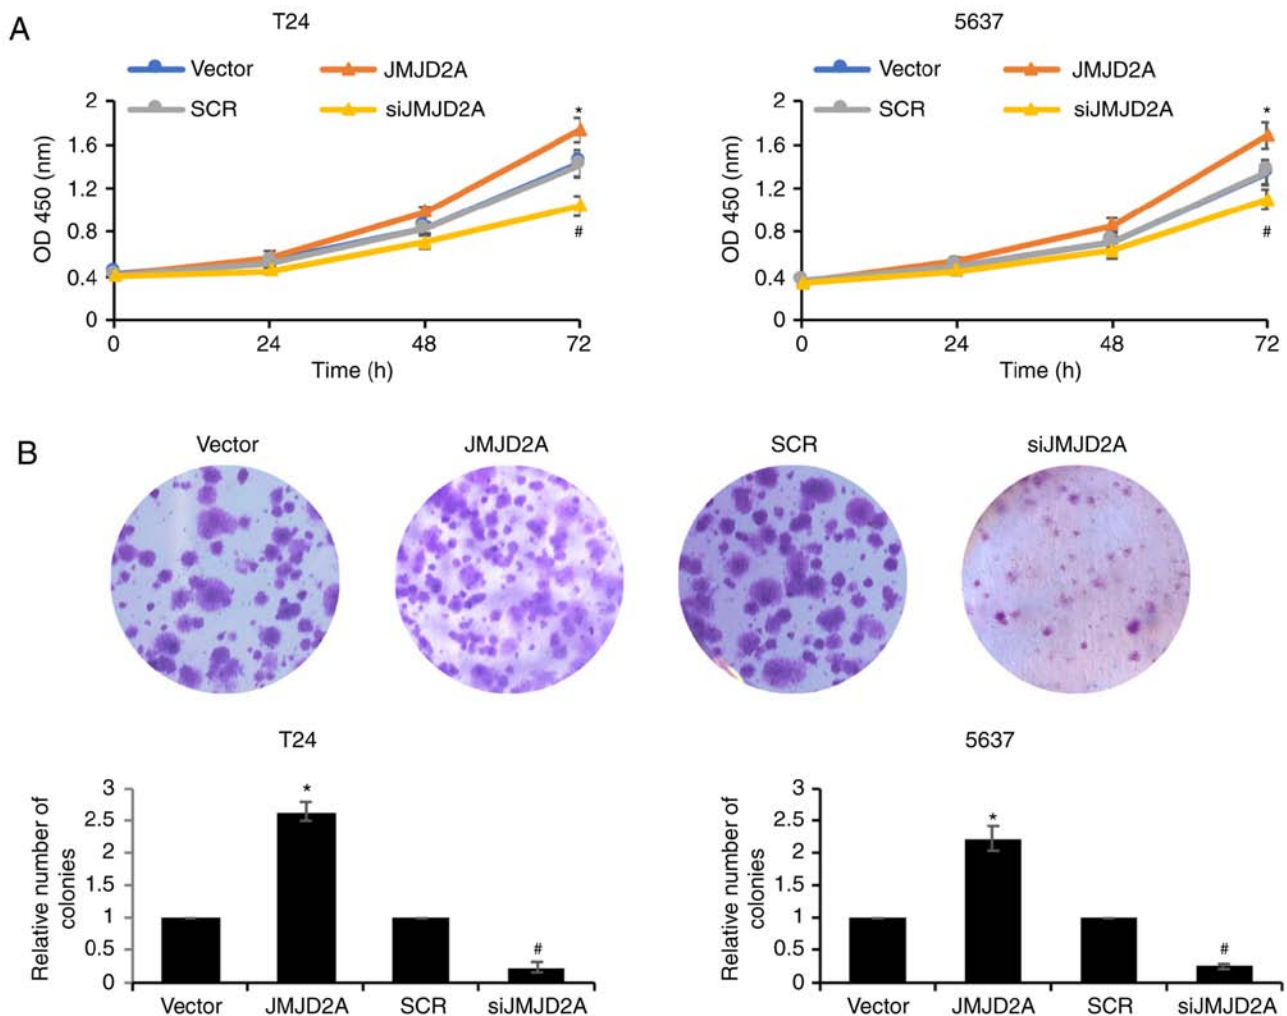 A
T24
Vector
JMJD2A
SCR
siJMJD2A
2
1.6
1.2
0.8
0.4
0
OD 450 (nm)
*
#
0 24 48 72
Time (h)
5637
Vector
JMJD2A
SCR
siJMJD2A
2
1.6
1.2
0.8
0.4
0
OD 450 (nm)
*
#
0 24 48 72
Time (h)
B
Vector JMJD2A SCR siJMJD2A
T24
Relative number of
colonies
3
2.5
2
1.5
1
0.5
0
*
#
Vector JMJD2A SCR siJMJD2A
5637
Relative number of
colonies
3
2.5
2
1.5
1
0.5
0
*
#
Vector JMJD2A SCR siJMJD2A